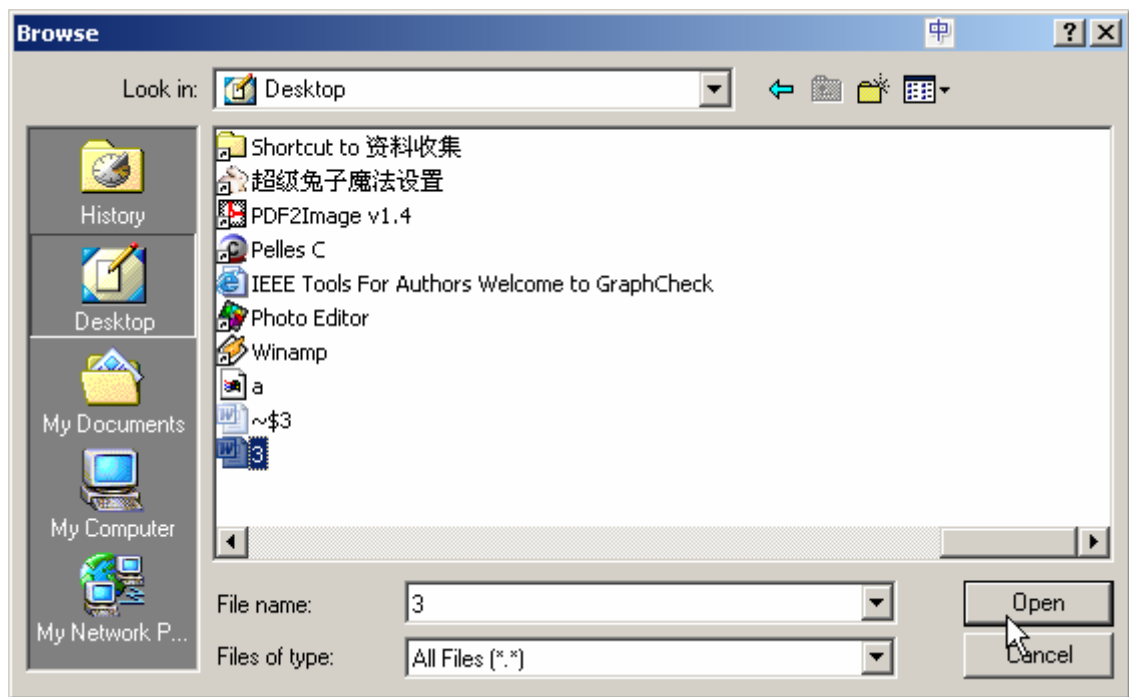 Browse
中
Look in:
Desktop
History
Desktop
My Documents
My Computer
My Network P...
Shortcut to 资料收集
超级兔子魔法设置
PDF2Image v1.4
Pelles C
IEEE Tools For Authors Welcome to GraphCheck
Photo Editor
Winamp
a
~$3
3
File name:
3
Open
Files of type:
All Files (*.*)
Cancel